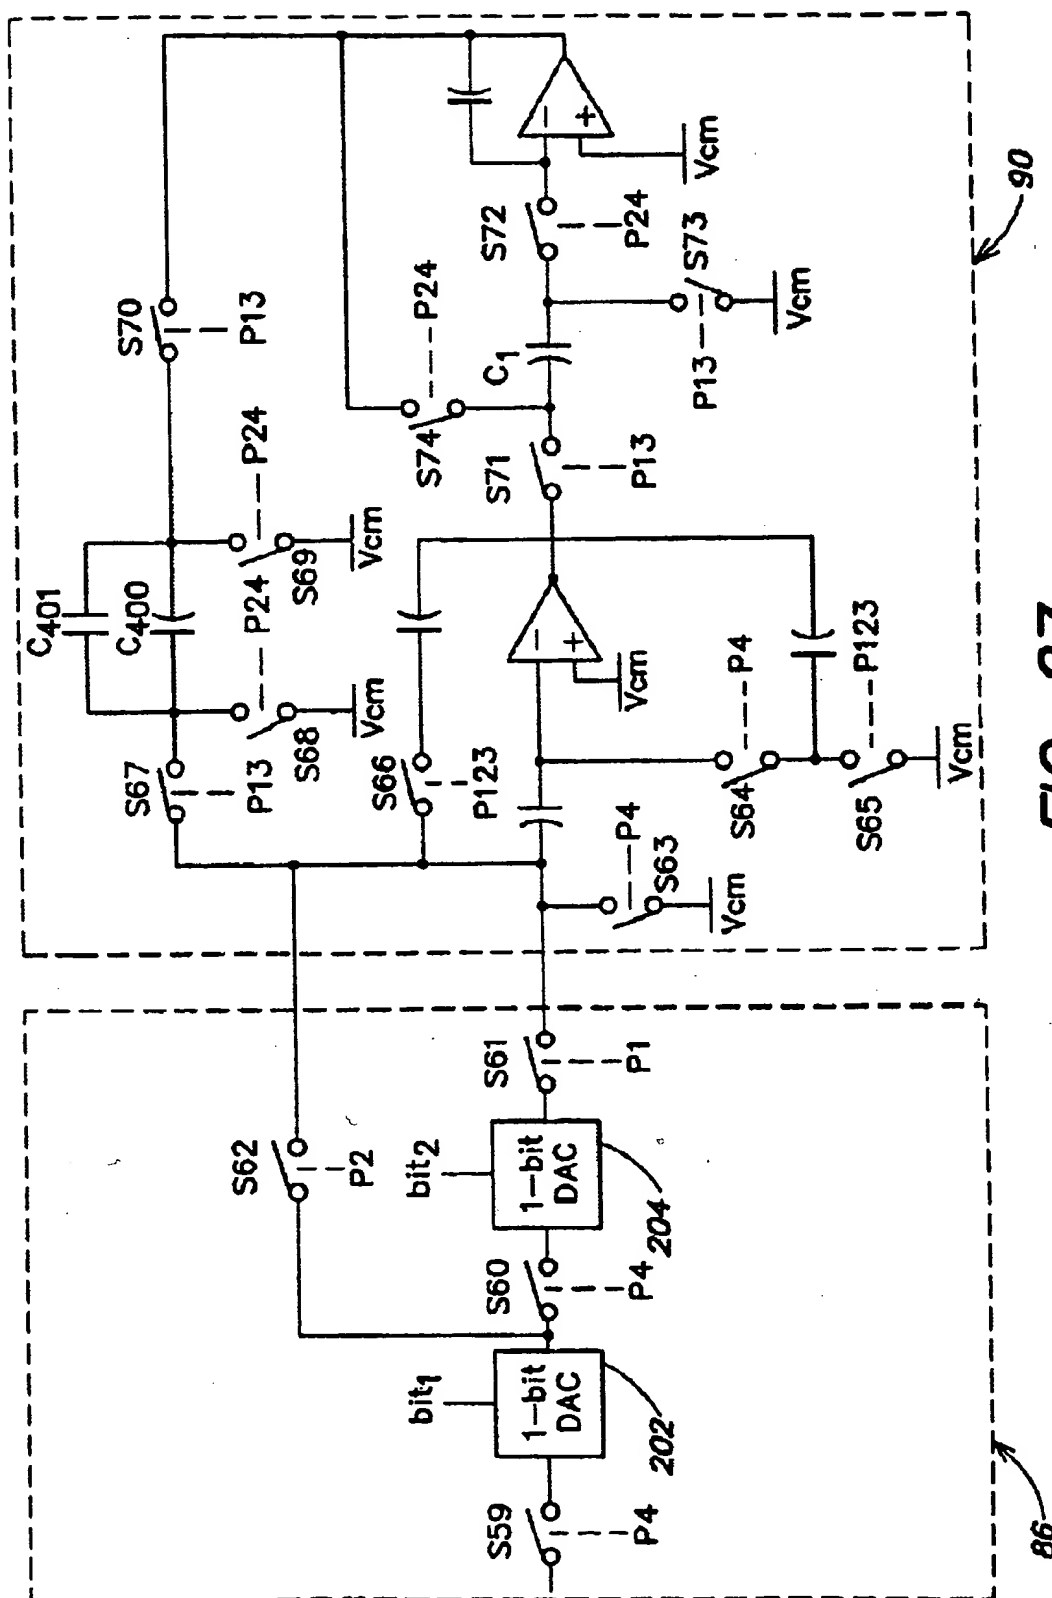 S59
P4
bit1
1-bit
DAC
202
S60
P4
S62
P2
bit2
1-bit
DAC
204
S61
P1
86
S67
P13
S68
P24
Vcm
C401
C400
S69
P24
Vcm
S70
P13
S66
P123
P4
S63
Vcm
S64
P4
S65
P123
Vcm
−
+
Vcm
S71
P13
S74
P24
C1
P13
S73
Vcm
S72
P24
−
+
Vcm
90